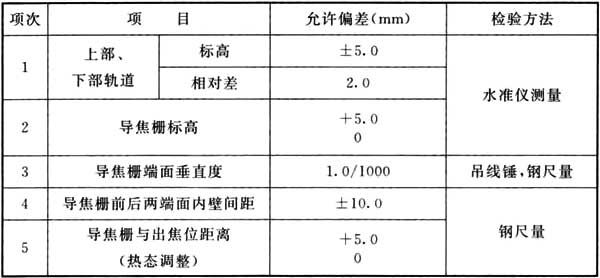 项次 项 目 允许偏差(mm) 检验方法
1 上部、下部轨道 标高 ±5.0 水准仪测量
相对差 2.0
2 导焦栅标高 +5.0
0
3 导焦栅端面垂直度 1.0/1000 吊线锤,钢尺量
4 导焦栅前后两端面内壁间距 ±10.0 钢尺量
5 导焦栅与出焦位距离 +5.0
(热态调整) 0